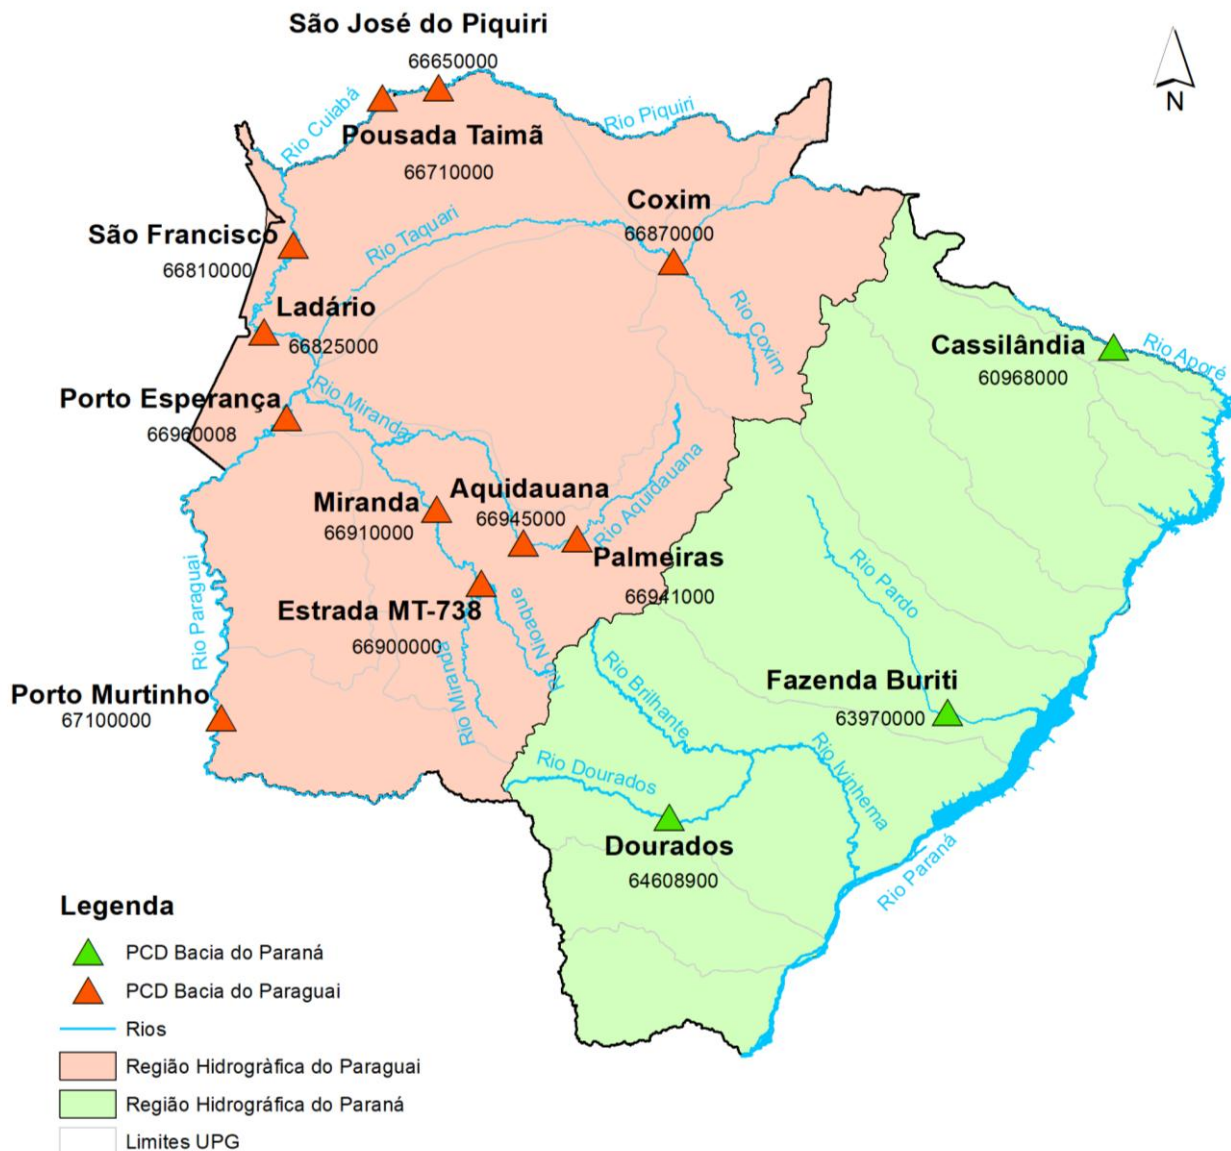 São José do Piquiri
66650000
N
Rio Cuiabá
Rio Piquiri
Pousada Taimã
66710000
Coxim
66870000
São Francisco
66810000
Rio Taquari
Ladário
66825000
Rio Coxim
Cassilândia
60968000
Rio Aporé
Porto Esperança
66960008
Rio Miranda
Miranda
66910000
Aquidauana
66945000
Rio Aquidauana
Palmeiras
66941000
Rio Paraguai
Estrada MT-738
66900000
Rio Nioaque
Rio Miranda
Rio Pardo
Porto Murtinho
67100000
Rio Brilhante
Fazenda Buriti
63970000
Rio Dourados
Rio Ivinhema
Dourados
64608900
Rio Paraná
Legenda
PCD Bacia do Paraná
PCD Bacia do Paraguai
Rios
Região Hidrogràfica do Paraguai
Região Hidrográfica do Paraná
Limites UPG